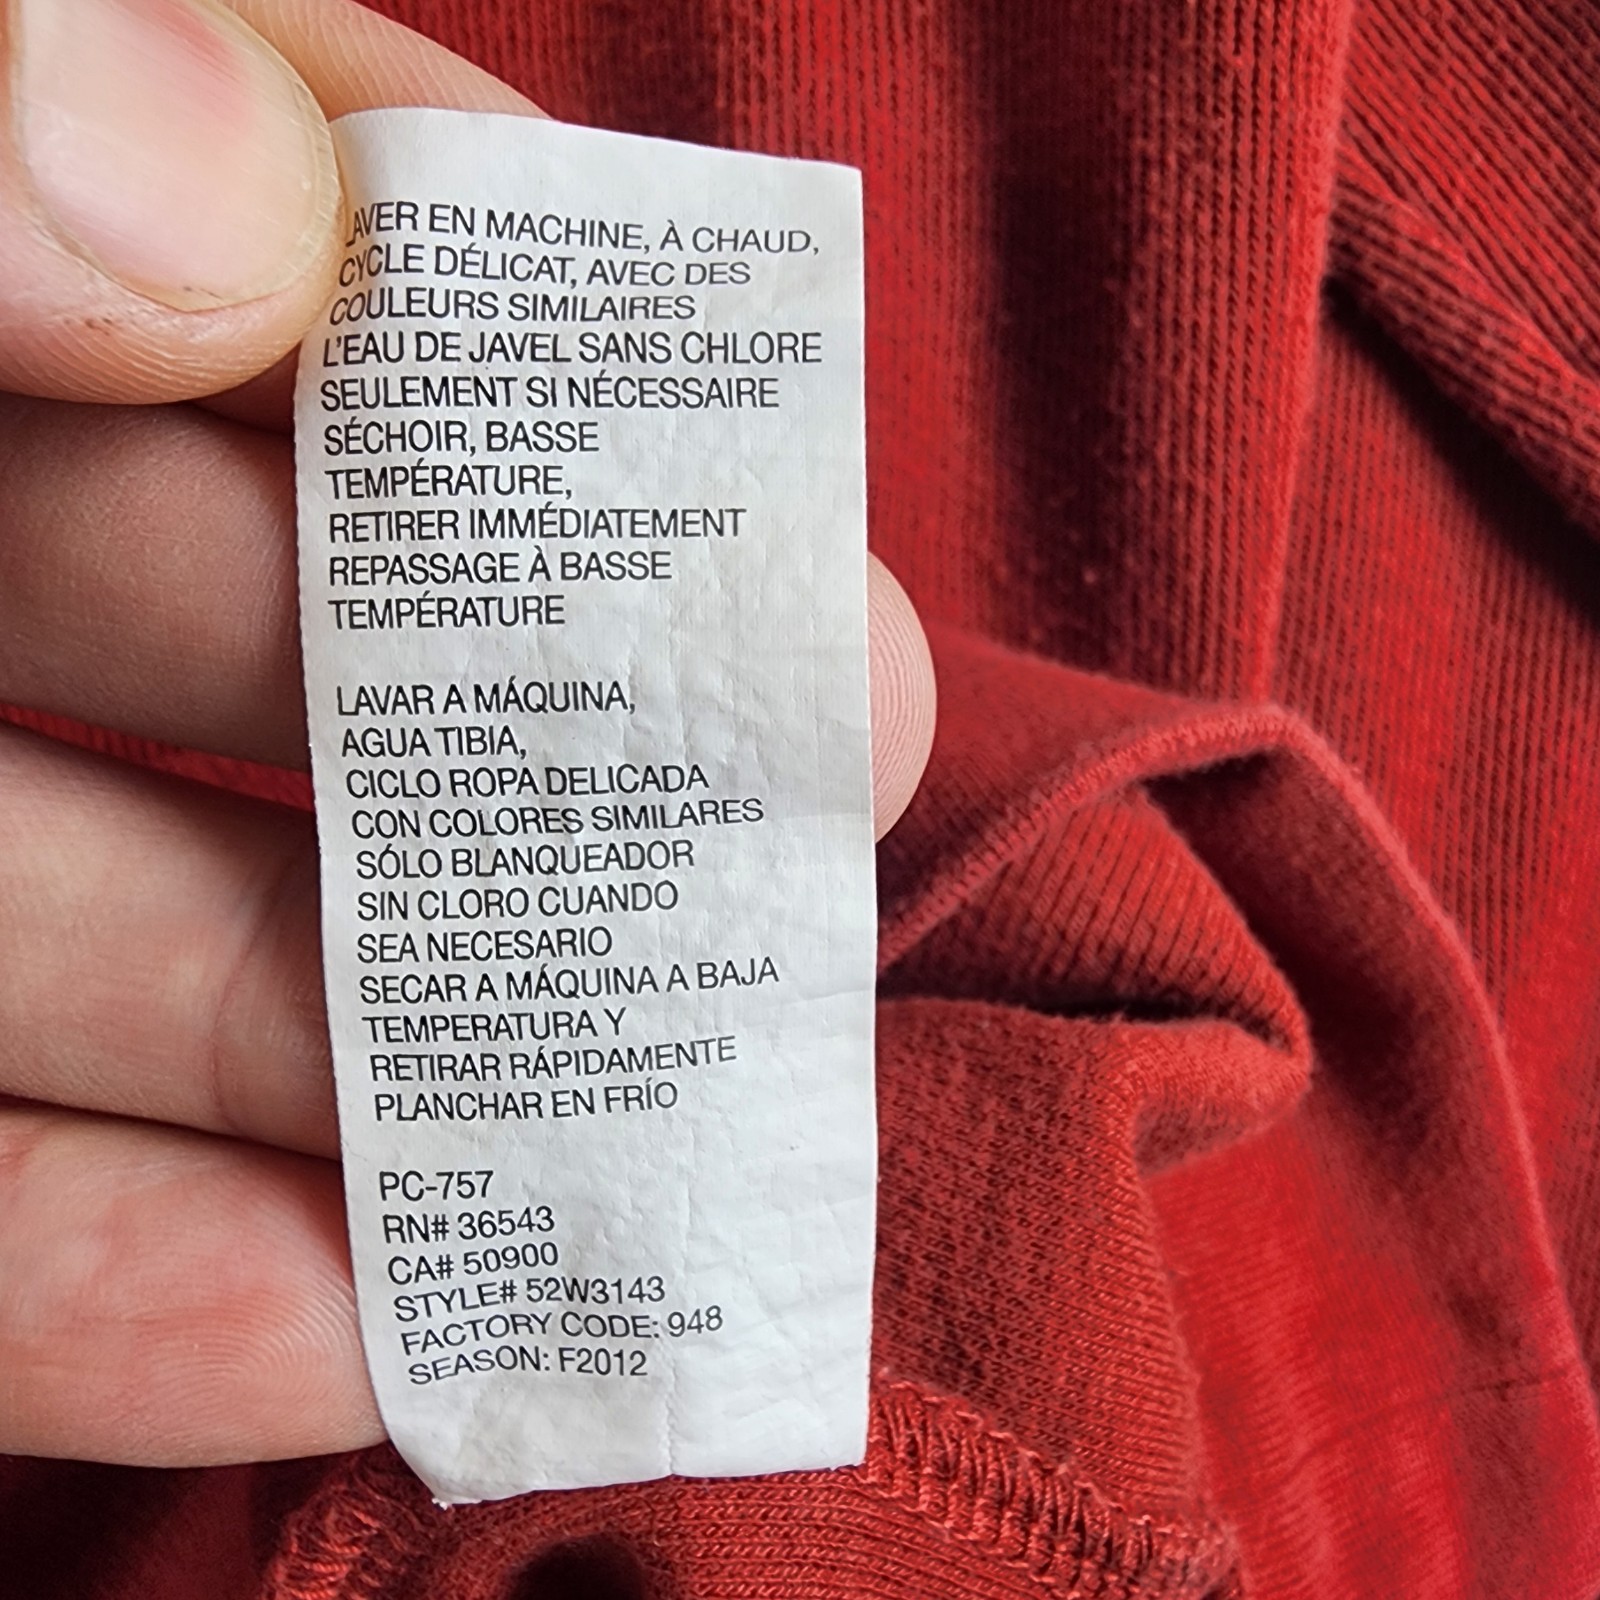 LAVER EN MACHINE, À CHAUD,
CYCLE DÉLICAT, AVEC DES
COULEURS SIMILAIRES
L'EAU DE JAVEL SANS CHLORE
SEULEMENT SI NÉCESSAIRE
SÉCHOIR, BASSE
TEMPÉRATURE,
RETIRER IMMÉDIATEMENT
REPASSAGE À BASSE
TEMPÉRATURE
LAVAR A MÁQUINA,
AGUA TIBIA,
CICLO ROPA DELICADA
CON COLORES SIMILARES
SÓLO BLANQUEADOR
SIN CLORO CUANDO
SEA NECESARIO
SECAR A MÁQUINA A BAJA
TEMPERATURA Y
RETIRAR RÁPIDAMENTE
PLANCHAR EN FRÍO
PC-757
RN# 36543
CA# 50900
STYLE# 52W3143
FACTORY CODE: 948
SEASON: F2012